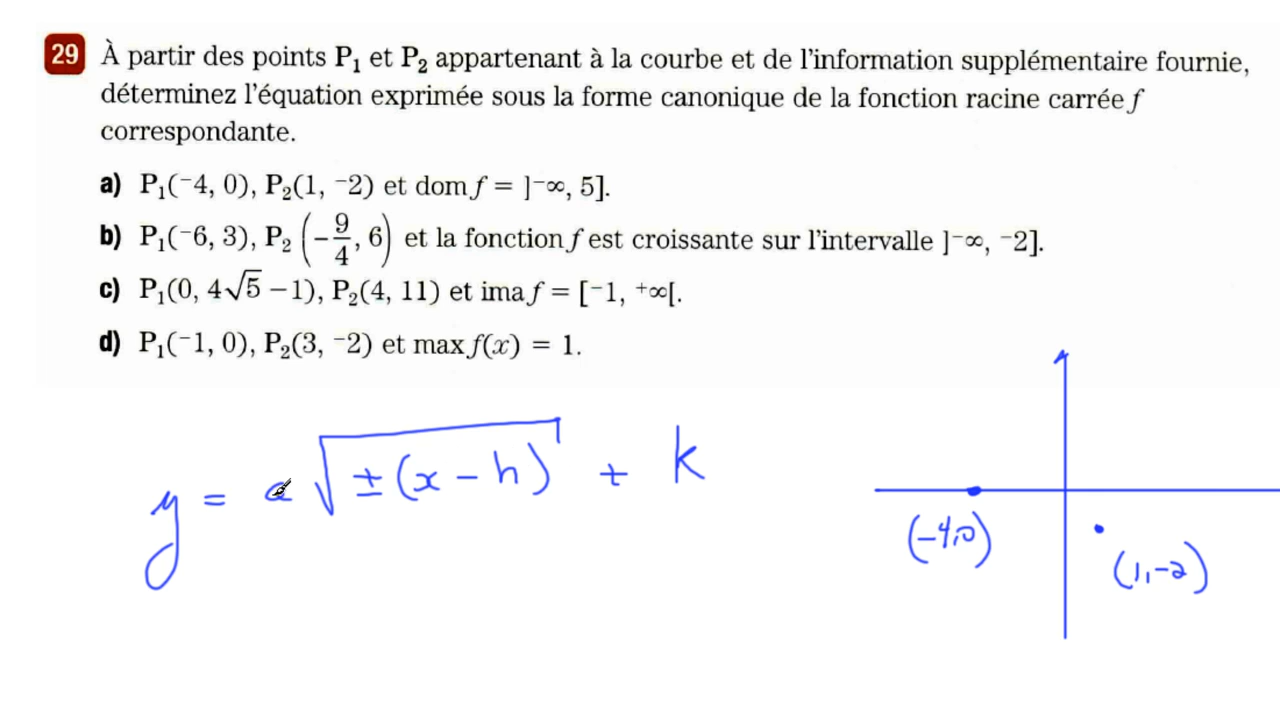 29 À partir des points P₁ et P₂ appartenant à la courbe et de l'information supplémentaire fournie,
déterminez l'équation exprimée sous la forme canonique de la fonction racine carrée f
correspondante.
a) P₁(⁻4, 0), P₂(1, ⁻2) et dom f = ]⁻∞, 5].
b) P₁(⁻6, 3), P₂ (−9/4, 6) et la fonction f est croissante sur l'intervalle ]⁻∞, ⁻2].
c) P₁(0, 4√5 − 1), P₂(4, 11) et ima f = [⁻1, ⁺∞[.
d) P₁(⁻1, 0), P₂(3, ⁻2) et max f(x) = 1.
y = a √(±(x − h)) + k
(−4,0)
(1,−2)